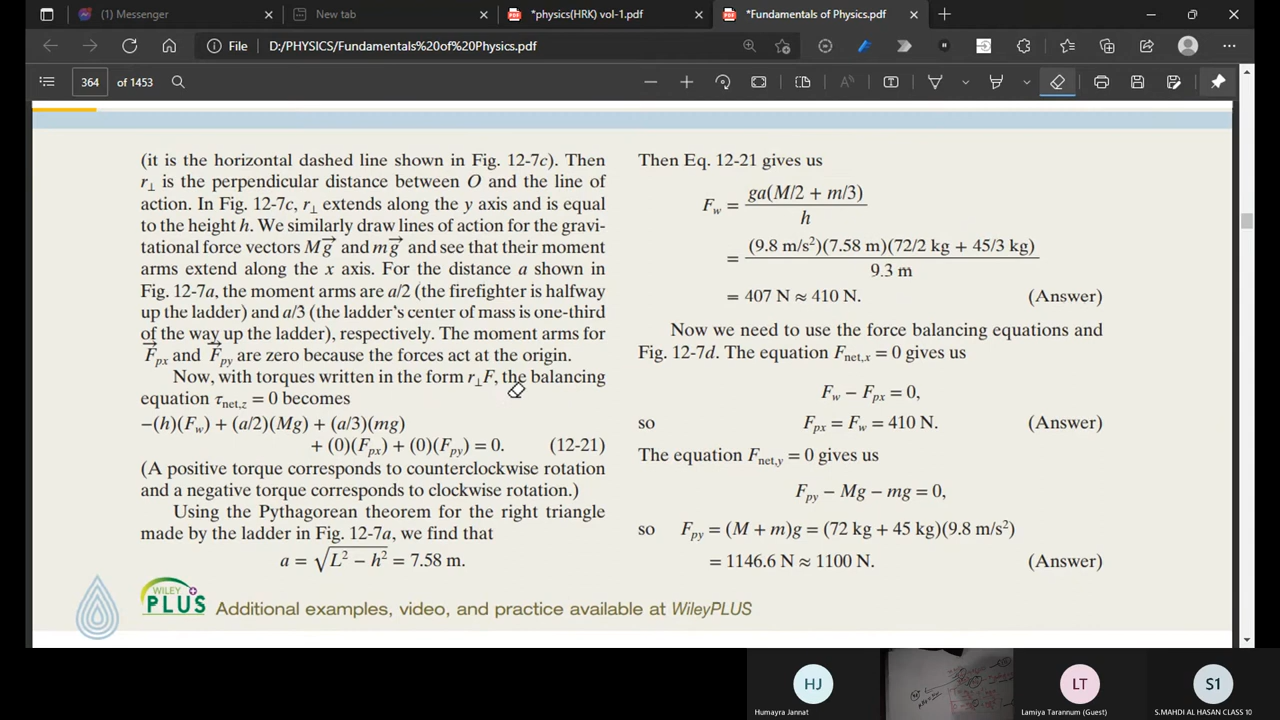 (1) Messenger
New tab
*physics(HRK) vol-1.pdf
*Fundamentals of Physics.pdf
File D:/PHYSICS/Fundamentals%20of%20Physics.pdf
364 of 1453
(it is the horizontal dashed line shown in Fig. 12-7c). Then
r⊥ is the perpendicular distance between O and the line of
action. In Fig. 12-7c, r⊥ extends along the y axis and is equal
to the height h. We similarly draw lines of action for the gravi-
tational force vectors Mg⃗ and mg⃗ and see that their moment
arms extend along the x axis. For the distance a shown in
Fig. 12-7a, the moment arms are a/2 (the firefighter is halfway
up the ladder) and a/3 (the ladder's center of mass is one-third
of the way up the ladder), respectively. The moment arms for
F⃗px and F⃗py are zero because the forces act at the origin.
Now, with torques written in the form r⊥F, the balancing
equation τnet,z = 0 becomes
−(h)(Fw) + (a/2)(Mg) + (a/3)(mg)
+ (0)(Fpx) + (0)(Fpy) = 0. (12-21)
(A positive torque corresponds to counterclockwise rotation
and a negative torque corresponds to clockwise rotation.)
Using the Pythagorean theorem for the right triangle
made by the ladder in Fig. 12-7a, we find that
a = √L² − h² = 7.58 m.
Then Eq. 12-21 gives us
Fw = ga(M/2 + m/3)
h
= (9.8 m/s²)(7.58 m)(72/2 kg + 45/3 kg)
9.3 m
= 407 N ≈ 410 N. (Answer)
Now we need to use the force balancing equations and
Fig. 12-7d. The equation Fnet,x = 0 gives us
Fw − Fpx = 0,
so Fpx = Fw = 410 N. (Answer)
The equation Fnet,y = 0 gives us
Fpy − Mg − mg = 0,
so Fpy = (M + m)g = (72 kg + 45 kg)(9.8 m/s²)
= 1146.6 N ≈ 1100 N. (Answer)
WILEY
PLUS Additional examples, video, and practice available at WileyPLUS
HJ
Humayra Jannat
LT
Lamiya Tarannum (Guest)
S1
S.MAHDI AL HASAN CLASS 10